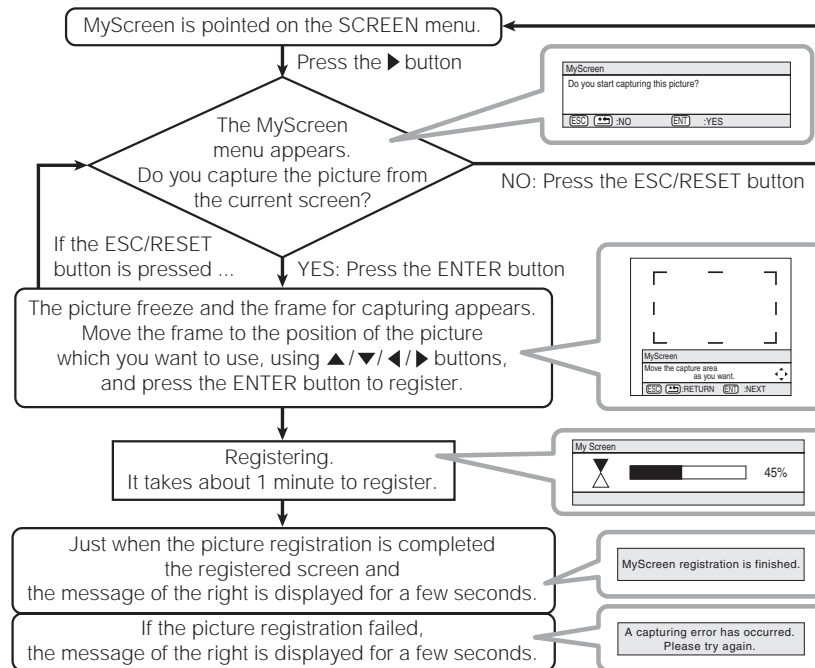 MyScreen is pointed on the SCREEN menu.
Press the ▶ button
MyScreen
Do you start capturing this picture?
ESC :NO ENT :YES
The MyScreen
menu appears.
Do you capture the picture from
the current screen?
NO: Press the ESC/RESET button
If the ESC/RESET
button is pressed ...
YES: Press the ENTER button
The picture freeze and the frame for capturing appears.
Move the frame to the position of the picture
which you want to use, using ▲/▼/◀/▶ buttons,
and press the ENTER button to register.
MyScreen
Move the capture area
as you want.
ESC :RETURN ENT :NEXT
Registering.
It takes about 1 minute to register.
My Screen
45%
Just when the picture registration is completed
the registered screen and
the message of the right is displayed for a few seconds.
MyScreen registration is finished.
If the picture registration failed,
the message of the right is displayed for a few seconds.
A capturing error has occurred.
Please try again.